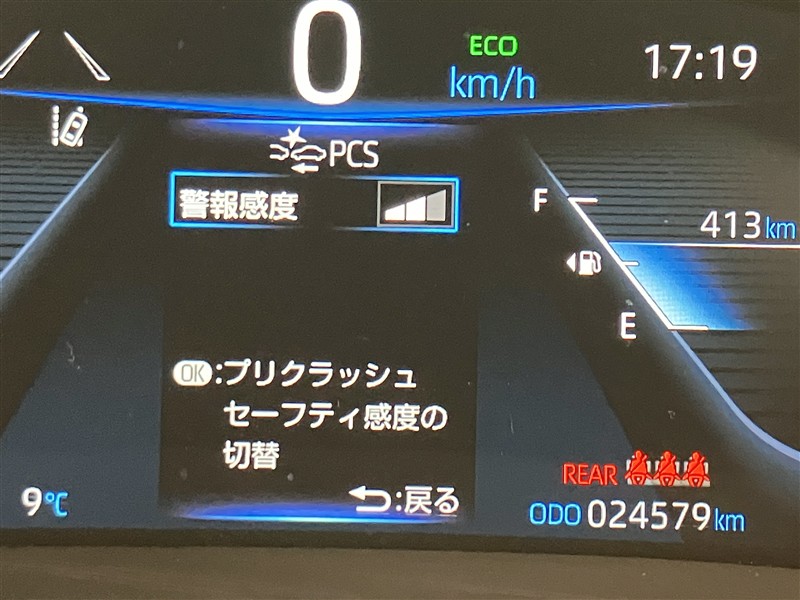 0
ECO
km/h
17:19
PCS
警報感度
F
413km
E
OK:プリクラッシュ
セーフティ感度の
切替
:戻る
9℃
REAR
ODO 024579km